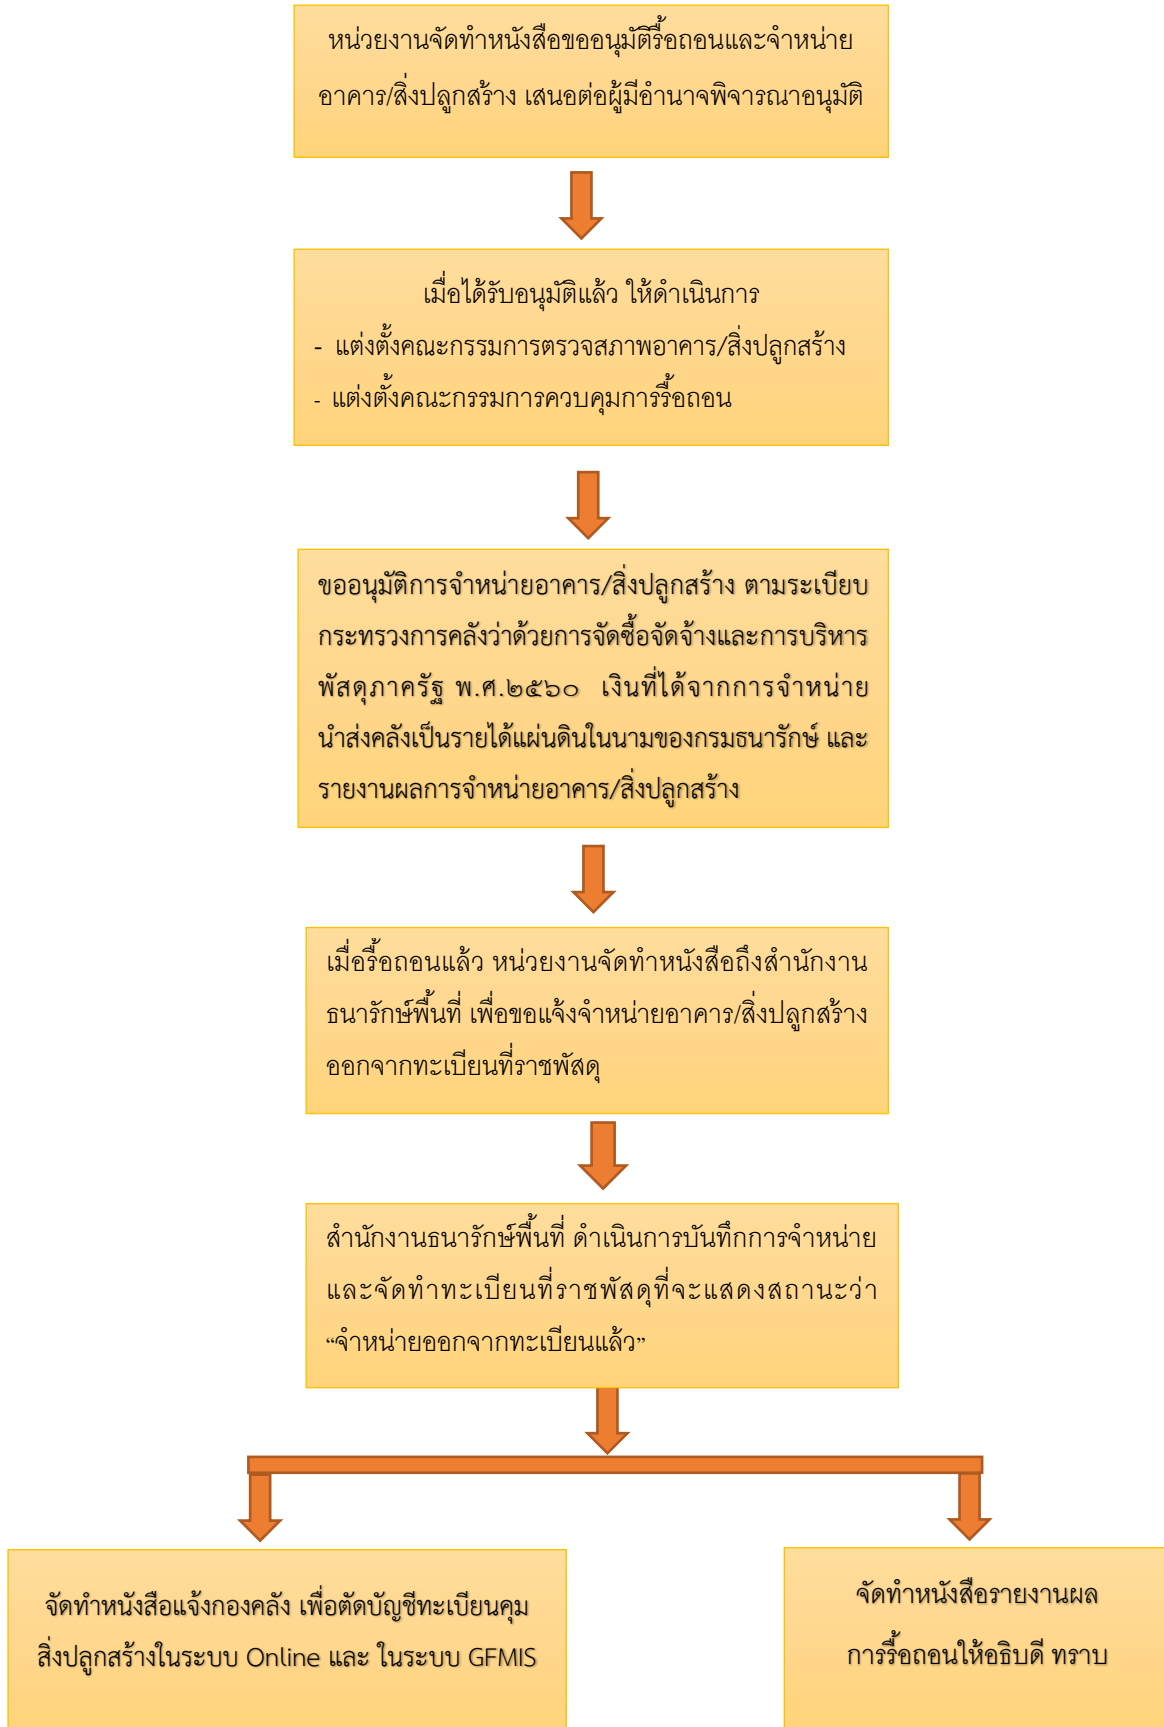 หน่วยงานจัดทำหนังสือขออนุมัติรื้อถอนและจำหน่าย
อาคาร/สิ่งปลูกสร้าง เสนอต่อผู้มีอำนาจพิจารณาอนุมัติ
เมื่อได้รับอนุมัติแล้ว ให้ดำเนินการ
- แต่งตั้งคณะกรรมการตรวจสภาพอาคาร/สิ่งปลูกสร้าง
- แต่งตั้งคณะกรรมการควบคุมการรื้อถอน
ขออนุมัติการจำหน่ายอาคาร/สิ่งปลูกสร้าง ตามระเบียบ
กระทรวงการคลังว่าด้วยการจัดซื้อจัดจ้างและการบริหาร
พัสดุภาครัฐ พ.ศ.๒๕๖๐ เงินที่ได้จากการจำหน่าย
นำส่งคลังเป็นรายได้แผ่นดินในนามของกรมธนารักษ์ และ
รายงานผลการจำหน่ายอาคาร/สิ่งปลูกสร้าง
เมื่อรื้อถอนแล้ว หน่วยงานจัดทำหนังสือถึงสำนักงาน
ธนารักษ์พื้นที่ เพื่อขอแจ้งจำหน่ายอาคาร/สิ่งปลูกสร้าง
ออกจากทะเบียนที่ราชพัสดุ
สำนักงานธนารักษ์พื้นที่ ดำเนินการบันทึกการจำหน่าย
และจัดทำทะเบียนที่ราชพัสดุที่จะแสดงสถานะว่า
“จำหน่ายออกจากทะเบียนแล้ว”
จัดทำหนังสือแจ้งกองคลัง เพื่อตัดบัญชีทะเบียนคุม
สิ่งปลูกสร้างในระบบ Online และ ในระบบ GFMIS
จัดทำหนังสือรายงานผล
การรื้อถอนให้อธิบดี ทราบ